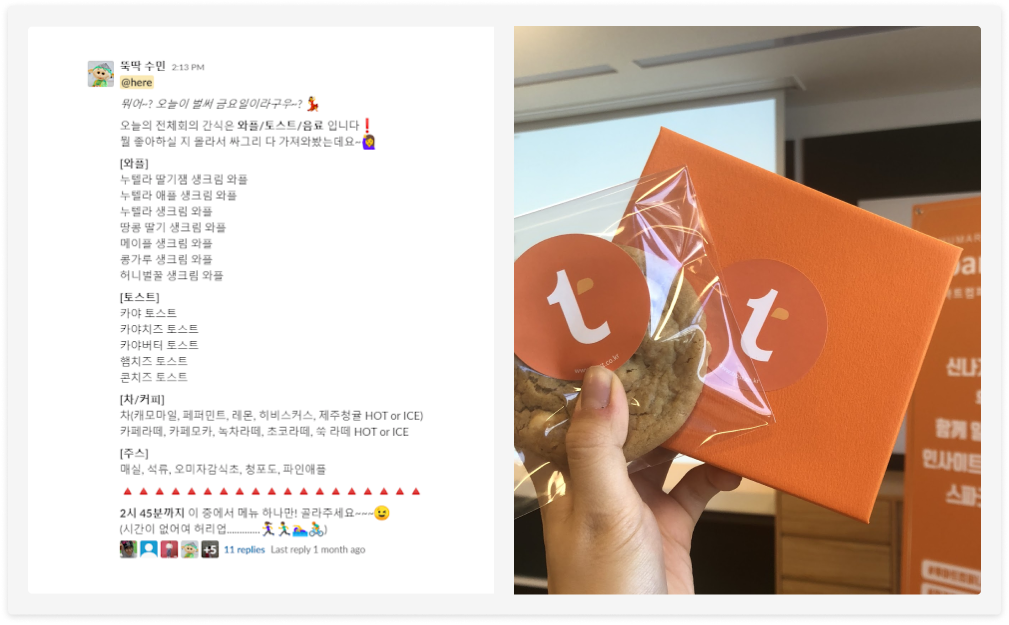 뚝딱 수민 2:13 PM
@here
뭐어~? 오늘이 벌써 금요일이라구우~?
오늘의 전체회의 간식은 와플/토스트/음료 입니다❗
뭘 좋아하실 지 몰라서 싸그리 다 가져와봤는데요~
[와플]
누텔라 딸기잼 생크림 와플
누텔라 애플 생크림 와플
누텔라 생크림 와플
땅콩 딸기 생크림 와플
메이플 생크림 와플
콩가루 생크림 와플
허니벌꿀 생크림 와플
[토스트]
카야 토스트
카야치즈 토스트
카야버터 토스트
햄치즈 토스트
콘치즈 토스트
[차/커피]
차(캐모마일, 페퍼민트, 레몬, 히비스커스, 제주청귤 HOT or ICE)
카페라떼, 카페모카, 녹차라떼, 초코라떼, 쑥 라떼 HOT or ICE
[주스]
매실, 석류, 오미자감식초, 청포도, 파인애플
2시 45분까지 이 중에서 메뉴 하나만! 골라주세요~~~
(시간이 없어여 허리업.............)
+5 11 replies Last reply 1 month ago
t
t
신나
함께 일
인사이트